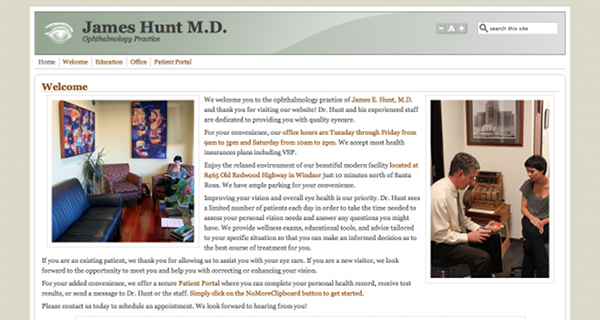 James Hunt M.D.
Ophthalmology Practice
- A +
search this site
Home Welcome Education Office Patient Portal
Welcome
We welcome you to the ophthalmology practice of James E. Hunt, M.D.
and thank you for visiting our website! Dr. Hunt and his experienced staff
are dedicated to providing you with quality eyecare.
For your convenience, our office hours are Tuesday through Friday from
9am to 5pm and Saturday from 10am to 2pm. We accept most health
insurances plans including VSP.
Enjoy the relaxed environment of our beautiful modern facility located at
8465 Old Redwood Highway in Windsor just 10 minutes north of Santa
Rosa. We have ample parking for your convenience.
Improving your vision and overall eye health is our priority. Dr. Hunt sees
a limited number of patients each day in order to take the time needed to
assess your personal vision needs and answer any questions you might
have. We provide wellness exams, educational tools, and advice tailored
to your specific situation so that you can make an informed decision as to
the best course of treatment for you.
If you are an existing patient, we thank you for allowing us to assist you with your eye care. If you are a new visitor, we look
forward to the opportunity to meet you and help you with correcting or enhancing your vision.
For your added convenience, we offer a secure Patient Portal where you can complete your personal health record, receive test
results, or send a message to Dr. Hunt or the staff. Simply click on the NoMoreClipboard button to get started.
Please contact us today to schedule an appointment. We look forward to hearing from you!